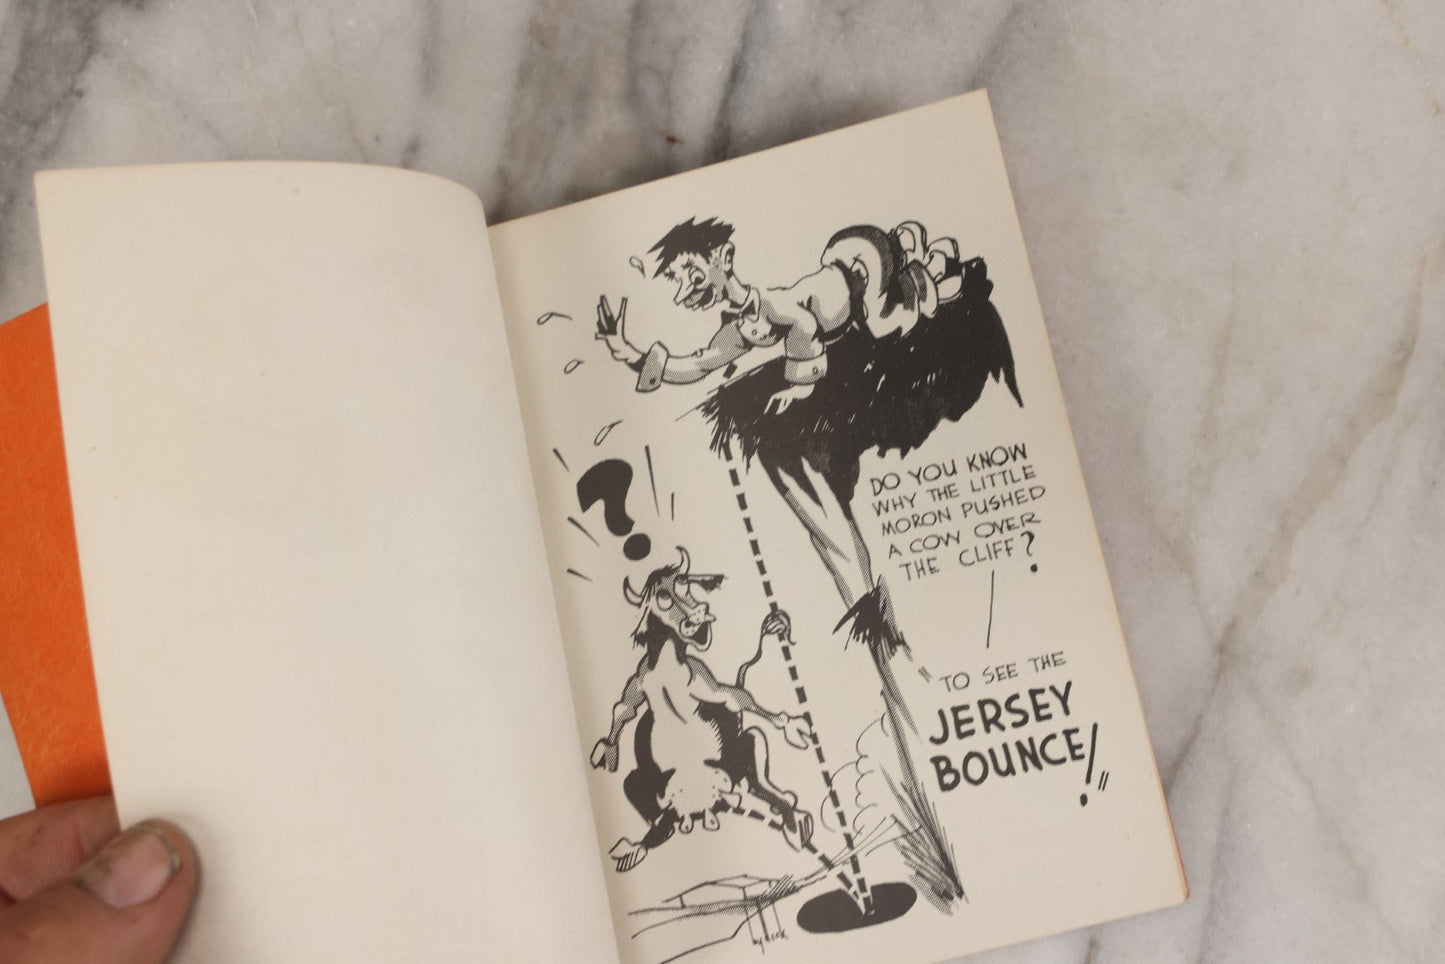 ?
DO YOU KNOW
WHY THE LITTLE
MORON PUSHED
A COW OVER
THE CLIFF?
"TO SEE THE
JERSEY
BOUNCE!"